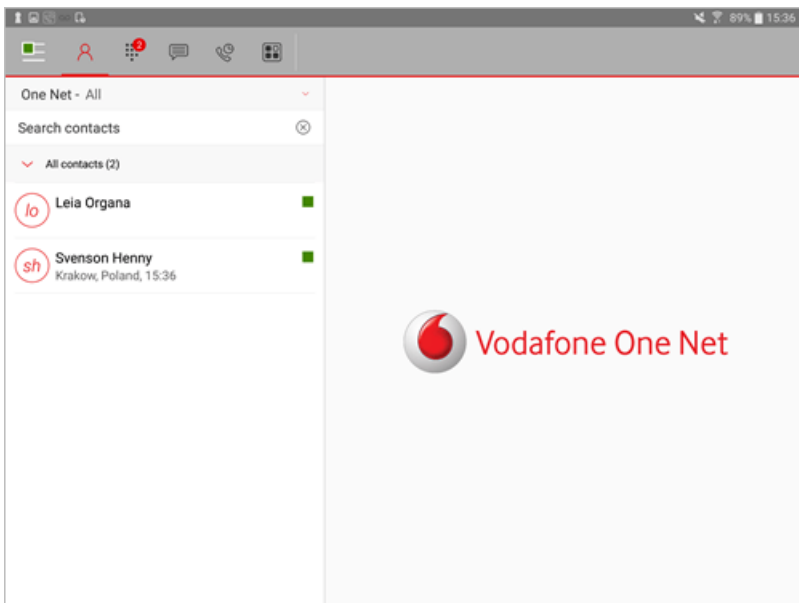 89% 15:36
2
One Net - All
Search contacts
All contacts (2)
lo
Leia Organa
sh
Svenson Henny
Krakow, Poland, 15:36
Vodafone One Net